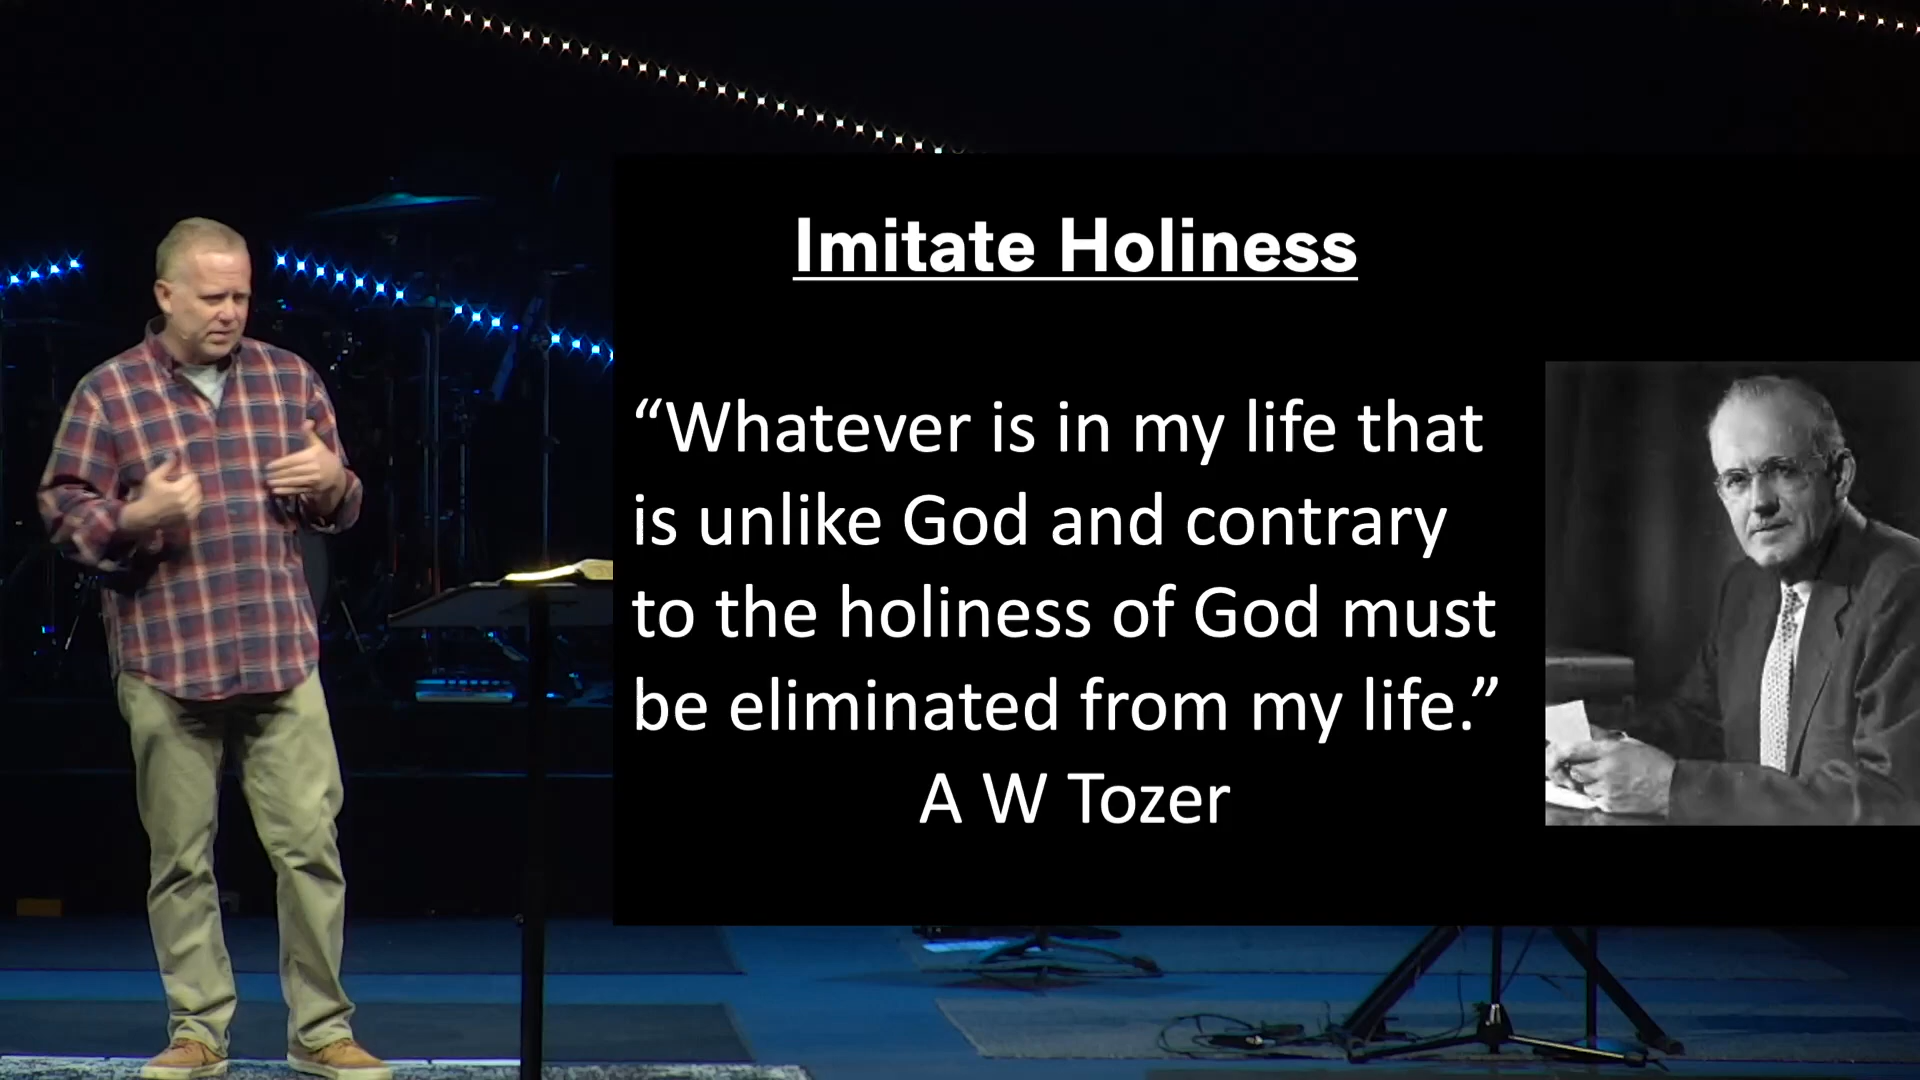 Imitate Holiness
“Whatever is in my life that
is unlike God and contrary
to the holiness of God must
be eliminated from my life.”
A W Tozer